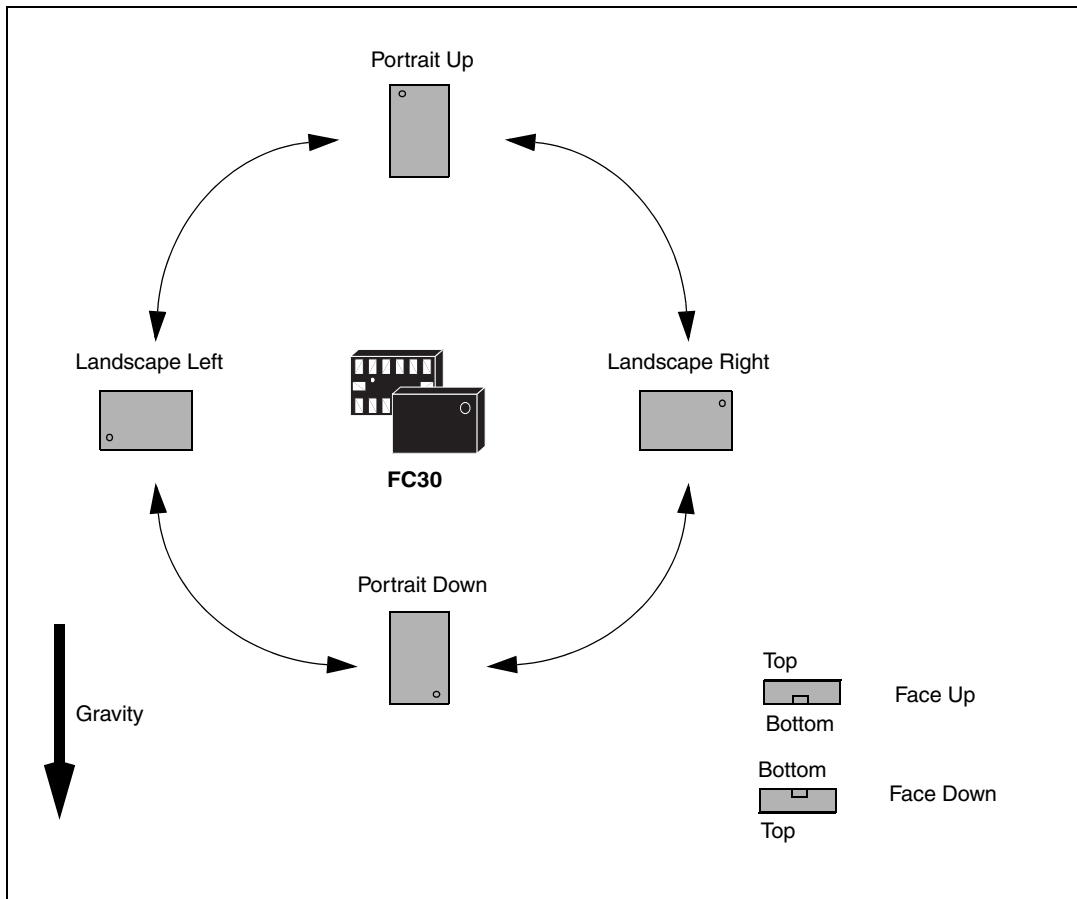 Portrait Up
Landscape Left
Landscape Right
FC30
Portrait Down
Gravity
Top
Face Up
Bottom
Bottom
Face Down
Top